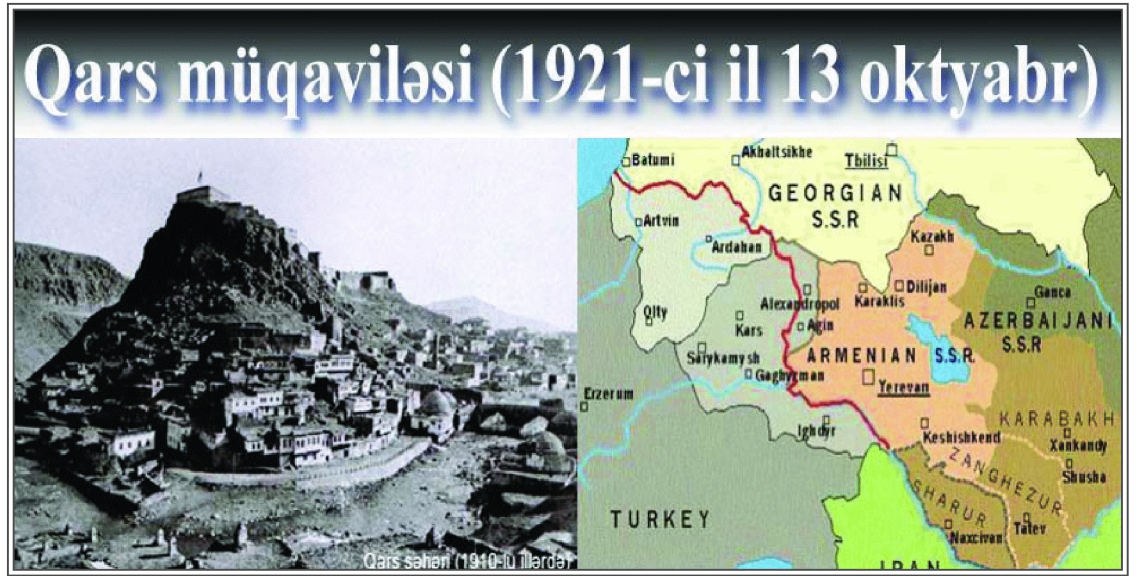 Qars müqaviləsi (1921-ci il 13 oktyabr)
Qars şəhəri (1910-lu illərdə)
Batumi
Akhaltsikhe
Tbilisi
GEORGIAN
S.S.R
Artvin
Ardahan
Kazakh
Olty
Kars
Alexandropol
Agin
Karaklis
Dilijan
Ganca
AZERBAIJANI
S.S.R
Sarykamysh
Gaghyzman
ARMENIAN
S.S.R.
Yerevan
Erzerum
Ighdyr
Keshishkend
KARABAKH
Xankandy
Shusha
ZANGHEZUR
SHARUR
Tatev
Naxcivan
TURKEY
IRAN